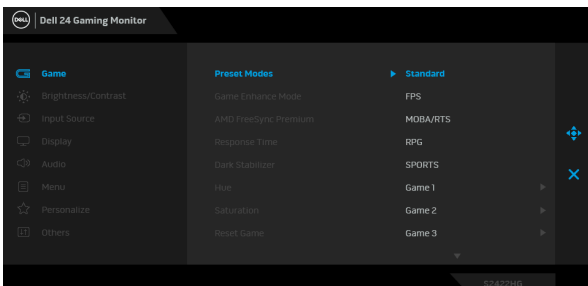 DELL
Dell 24 Gaming Monitor
Game
Brightness/Contrast
Input Source
Display
Audio
Menu
Personalize
Others
Preset Modes
Game Enhance Mode
AMD FreeSync Premium
Response Time
Dark Stabilizer
Hue
Saturation
Reset Game
Standard
FPS
MOBA/RTS
RPG
SPORTS
Game 1
Game 2
Game 3
S2422HG